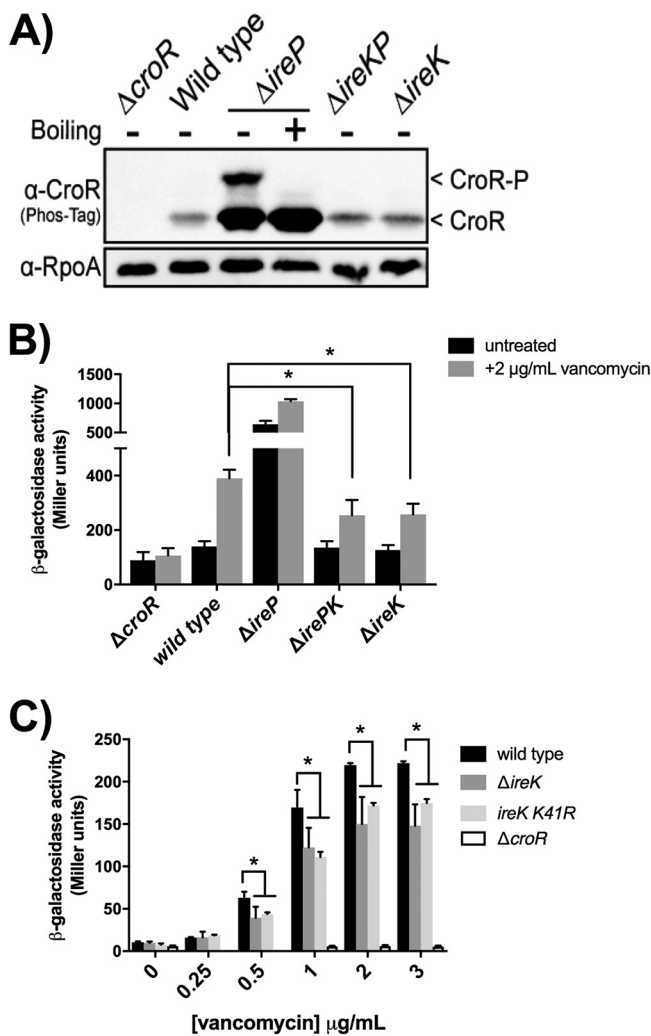 A)
ΔcroR Wild type ΔireP ΔireKP ΔireK
Boiling - - - + - -
α-CroR < CroR-P
(Phos-Tag) < CroR
α-RpoA
B)
untreated
+2 µg/mL vancomycin
β-galactosidase activity
(Miller units)
1500
1000
500
400
200
0
* *
ΔcroR wild type ΔireP ΔirePK ΔireK
C)
β-galactosidase activity
(Miller units)
250
200
150
100
50
0
* * * *
wild type
ΔireK
ireK K41R
ΔcroR
0 0.25 0.5 1 2 3
[vancomycin] µg/mL